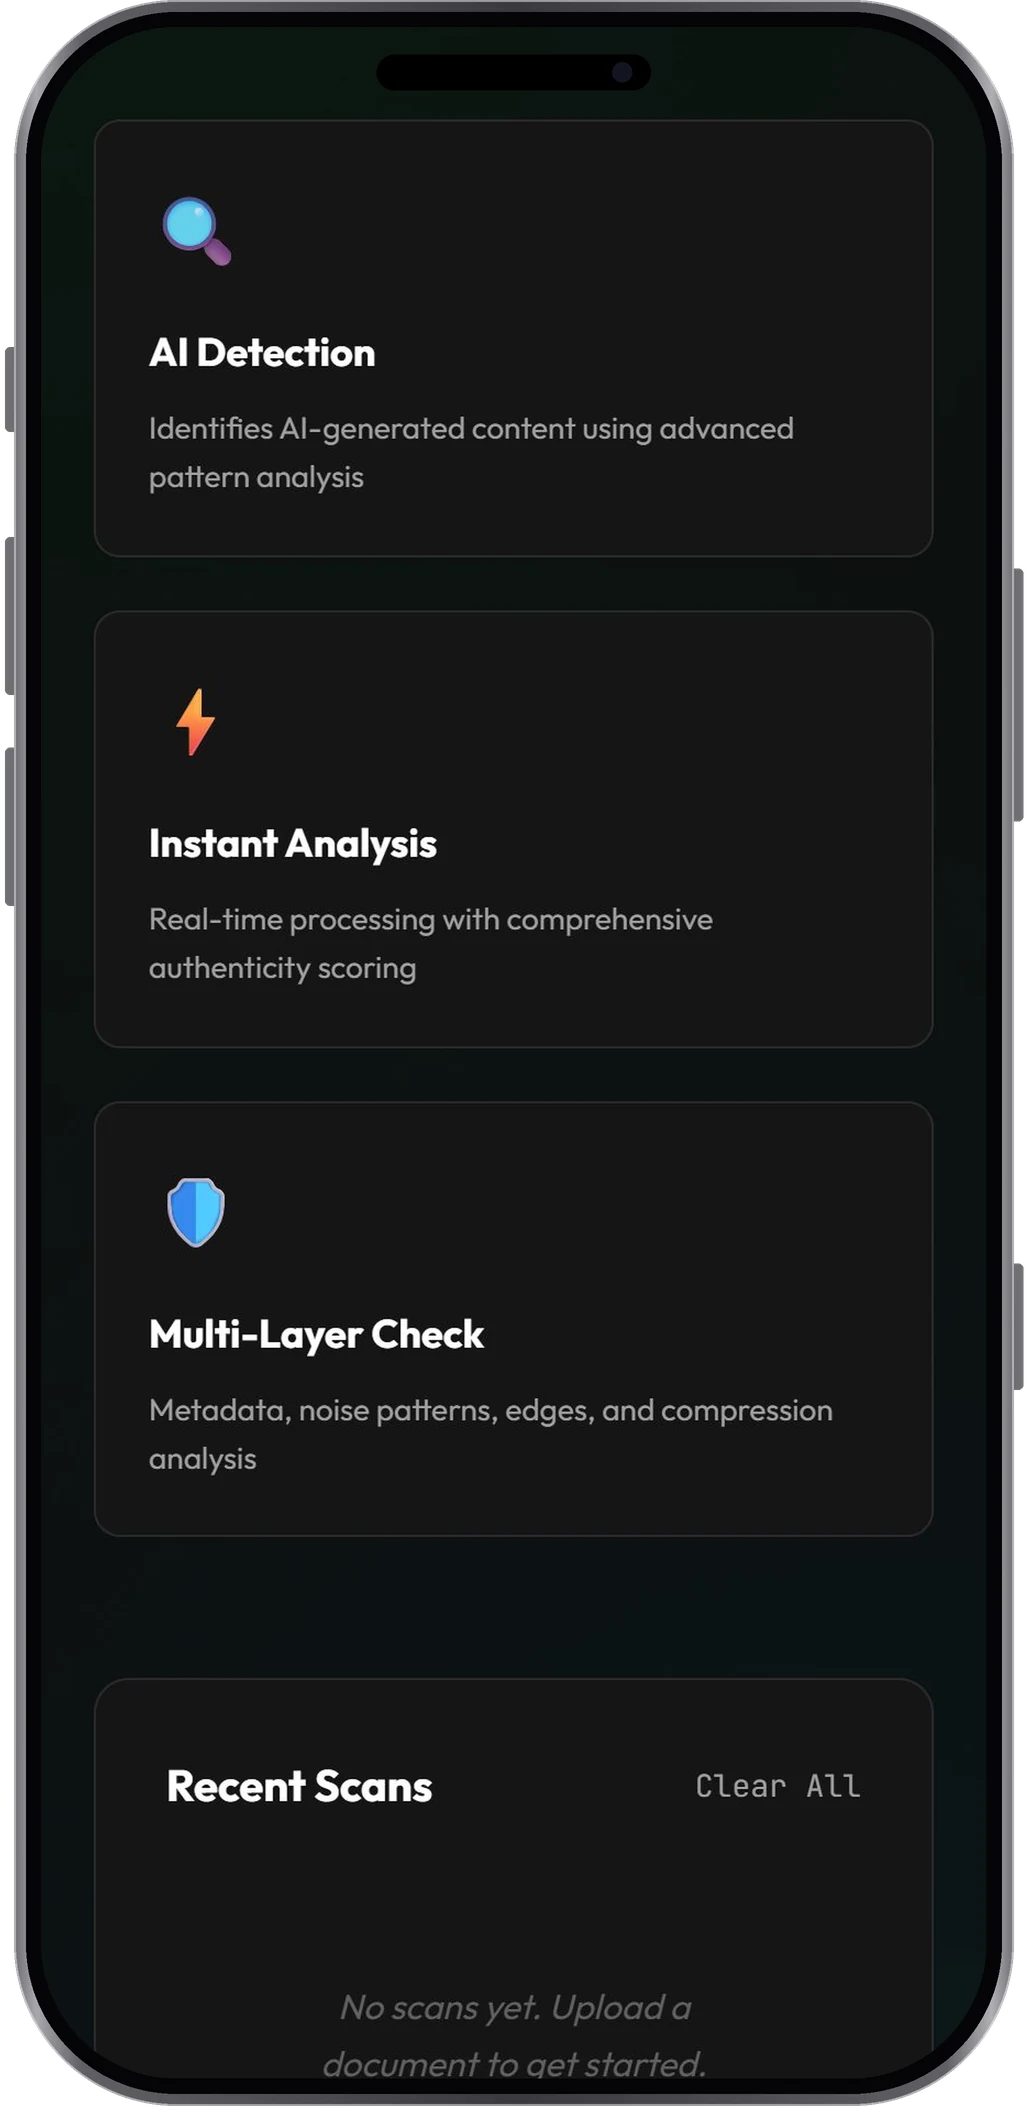 AI Detection
Identifies AI-generated content using advanced
pattern analysis
Instant Analysis
Real-time processing with comprehensive
authenticity scoring
Multi-Layer Check
Metadata, noise patterns, edges, and compression
analysis
Recent Scans
Clear All
No scans yet. Upload a
document to get started.